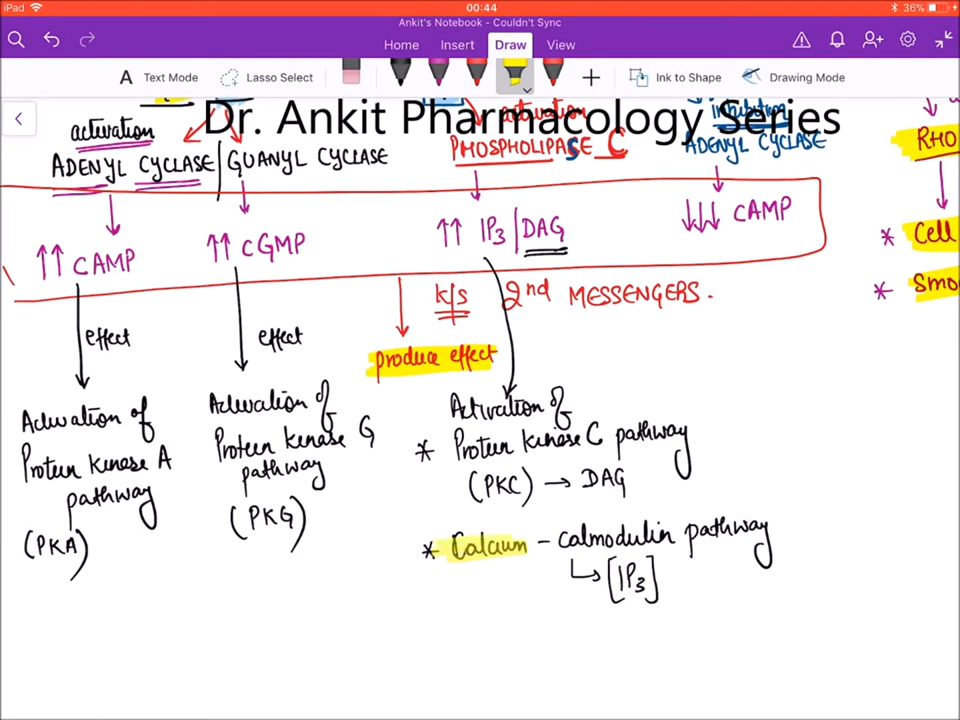 iPad
00:44
36%
Ankit's Notebook - Couldn't Sync
Home Insert Draw View
A Text Mode Lasso Select Ink to Shape Drawing Mode
Dr. Ankit Pharmacology Series
activation
activation
inhibition
ADENYL CYCLASE | GUANYL CYCLASE
PHOSPHOLIPASE C
ADENYL CYCLASE
RHO
↑↑ cAMP
↑↑ cGMP
↑↑ IP3 | DAG
↓↓↓ cAMP
* Cell
* Smo
k/s 2nd MESSENGERS.
effect
effect
produce effect
Activation of
Protein kinase A
pathway
(PKA)
Activation of
Protein kinase G
pathway
(PKG)
Activation of
* Protein kinase C pathway
(PKC) → DAG
* Calcium - calmodulin pathway
↳ [IP3]